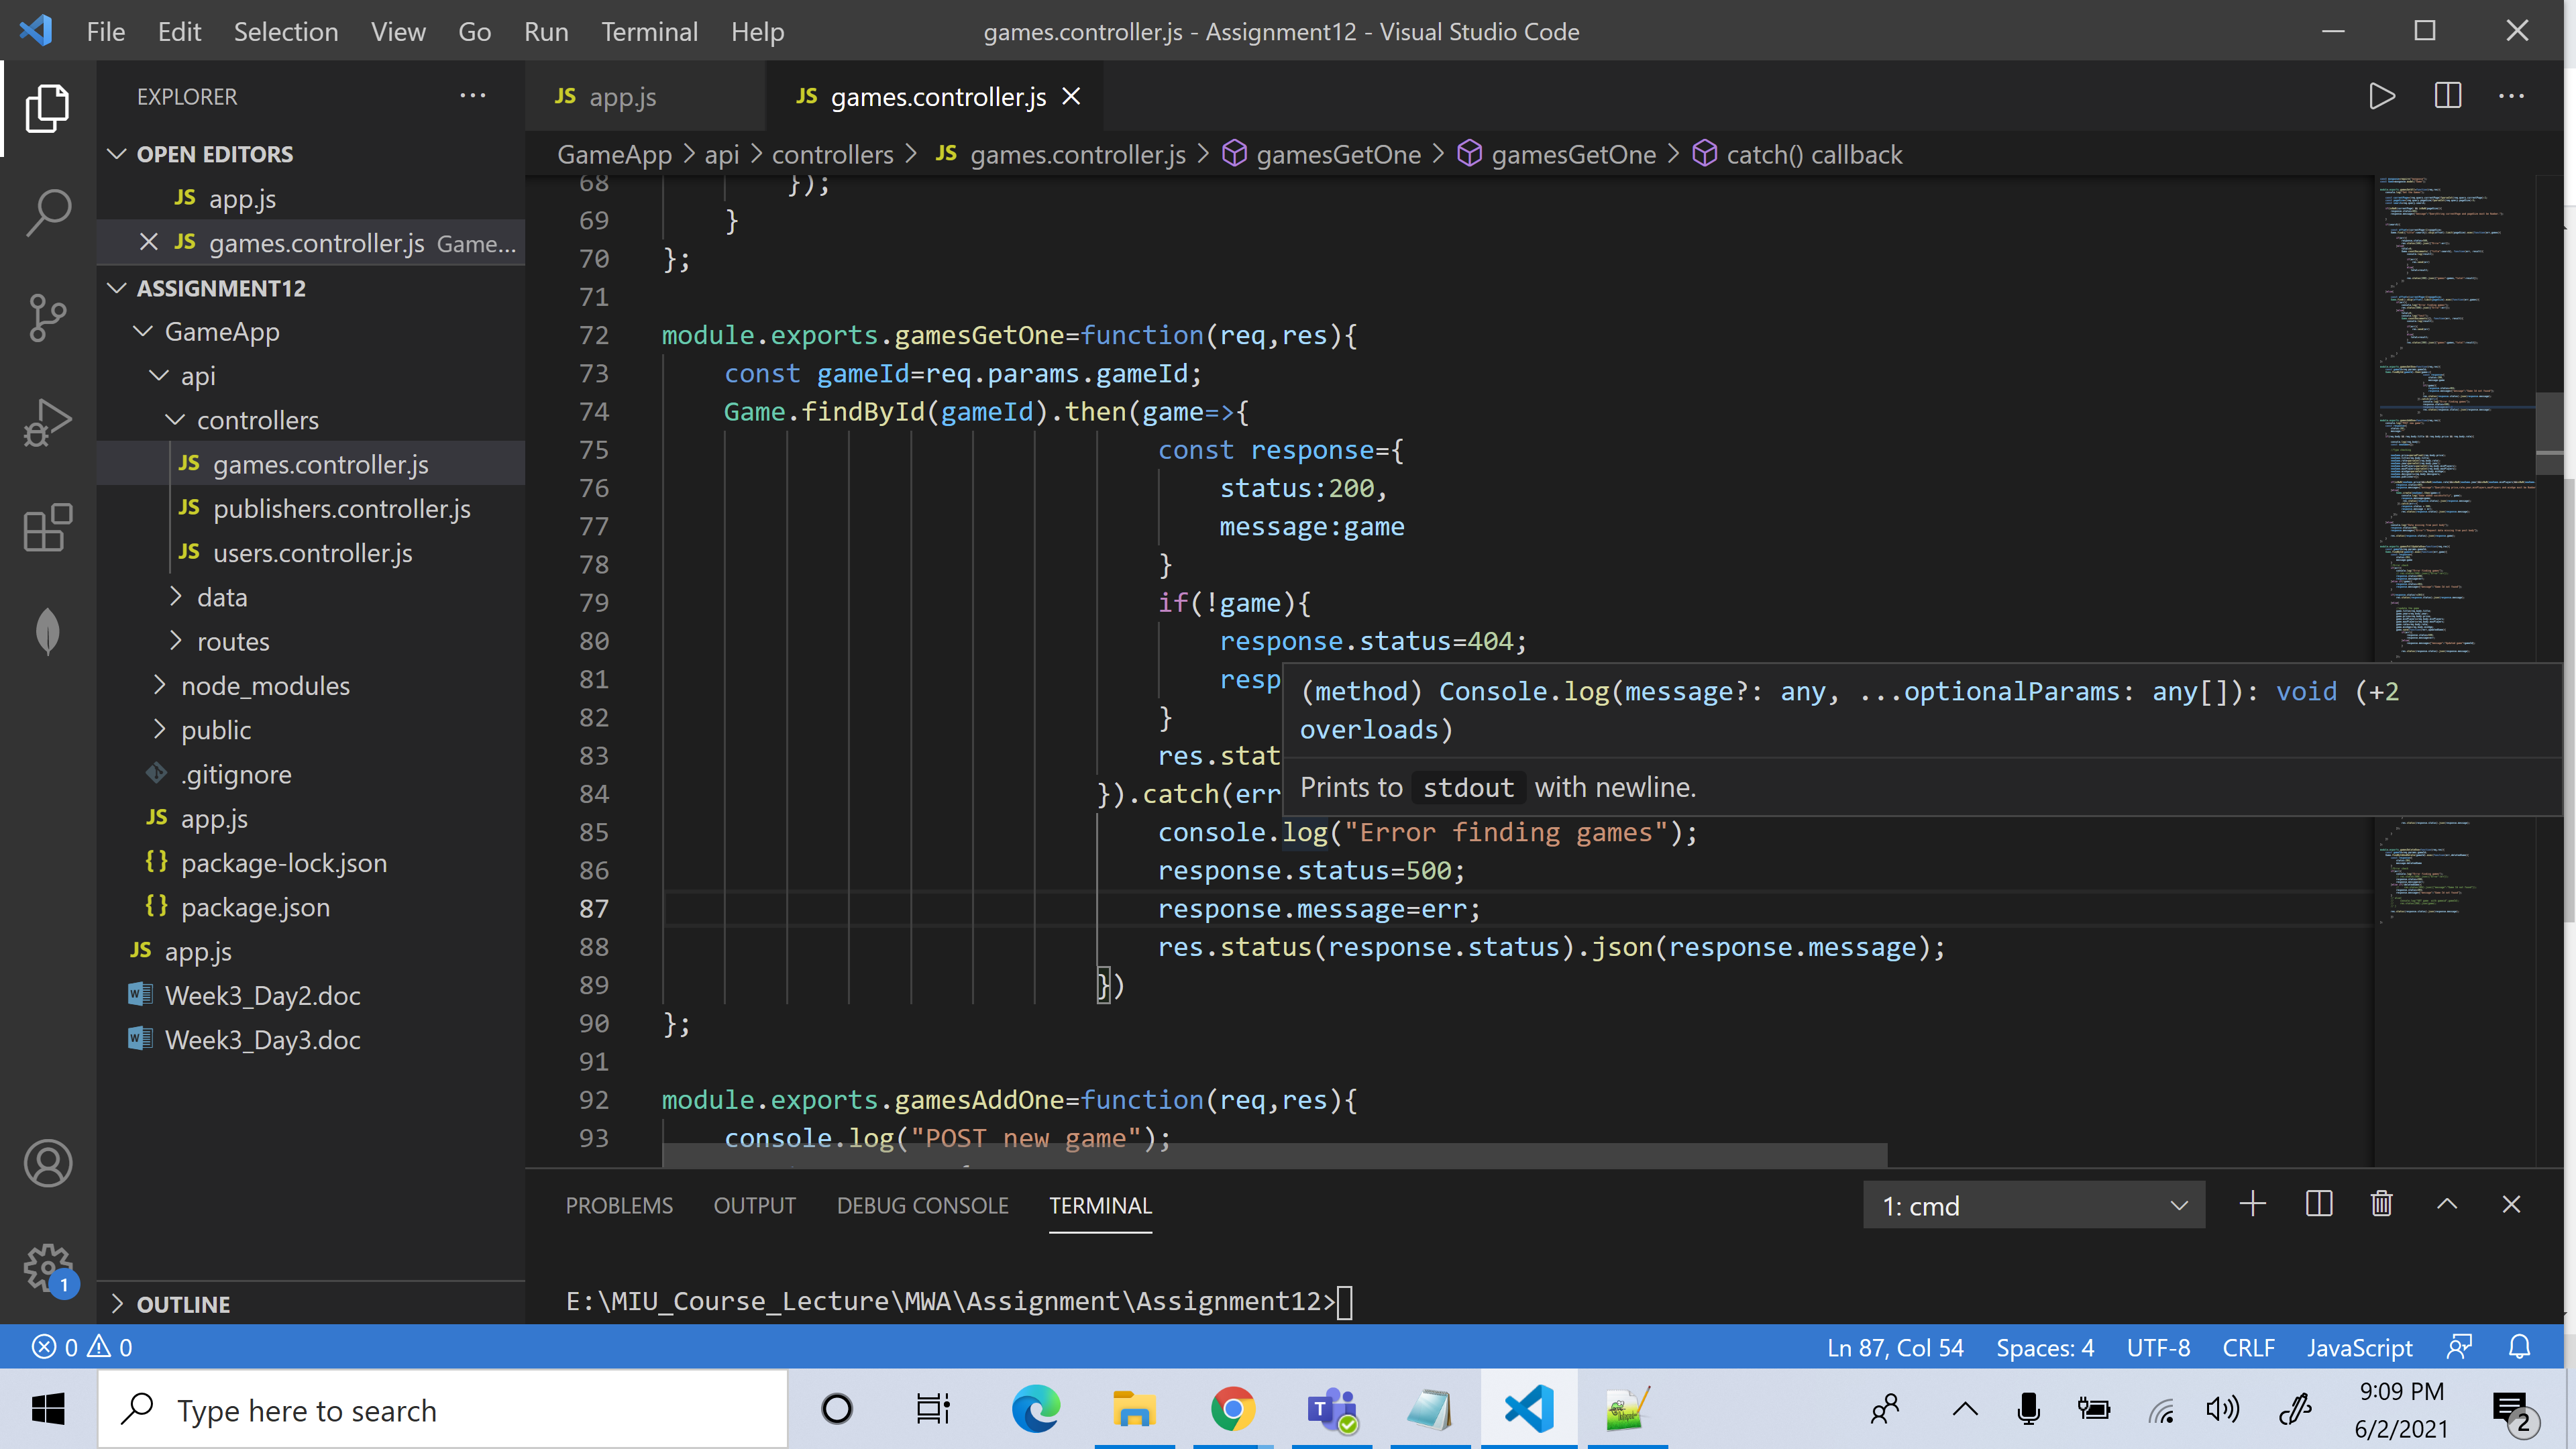 File Edit Selection View Go Run Terminal Help games.controller.js - Assignment12 - Visual Studio Code
EXPLORER
OPEN EDITORS
JS app.js
JS games.controller.js Game...
ASSIGNMENT12
GameApp
api
controllers
JS games.controller.js
JS publishers.controller.js
JS users.controller.js
data
routes
node_modules
public
.gitignore
JS app.js
{} package-lock.json
{} package.json
JS app.js
Week3_Day2.doc
Week3_Day3.doc
OUTLINE
1
JS app.js JS games.controller.js
GameApp > api > controllers > JS games.controller.js > gamesGetOne > gamesGetOne > catch() callback
68 });
69 }
70 };
71
72 module.exports.gamesGetOne=function(req,res){
73 const gameId=req.params.gameId;
74 Game.findById(gameId).then(game=>{
75 const response={
76 status:200,
77 message:game
78 }
79 if(!game){
80 response.status=404;
81 resp
82 }
83 res.stat
84 }).catch(err
(method) Console.log(message?: any, ...optionalParams: any[]): void (+2
overloads)
Prints to stdout with newline.
85 console.log("Error finding games");
86 response.status=500;
87 response.message=err;
88 res.status(response.status).json(response.message);
89 })
90 };
91
92 module.exports.gamesAddOne=function(req,res){
93 console.log("POST new game");
PROBLEMS OUTPUT DEBUG CONSOLE TERMINAL 1: cmd
E:\MIU_Course_Lecture\MWA\Assignment\Assignment12>
0 0 Ln 87, Col 54 Spaces: 4 UTF-8 CRLF JavaScript
Type here to search
9:09 PM
6/2/2021
2